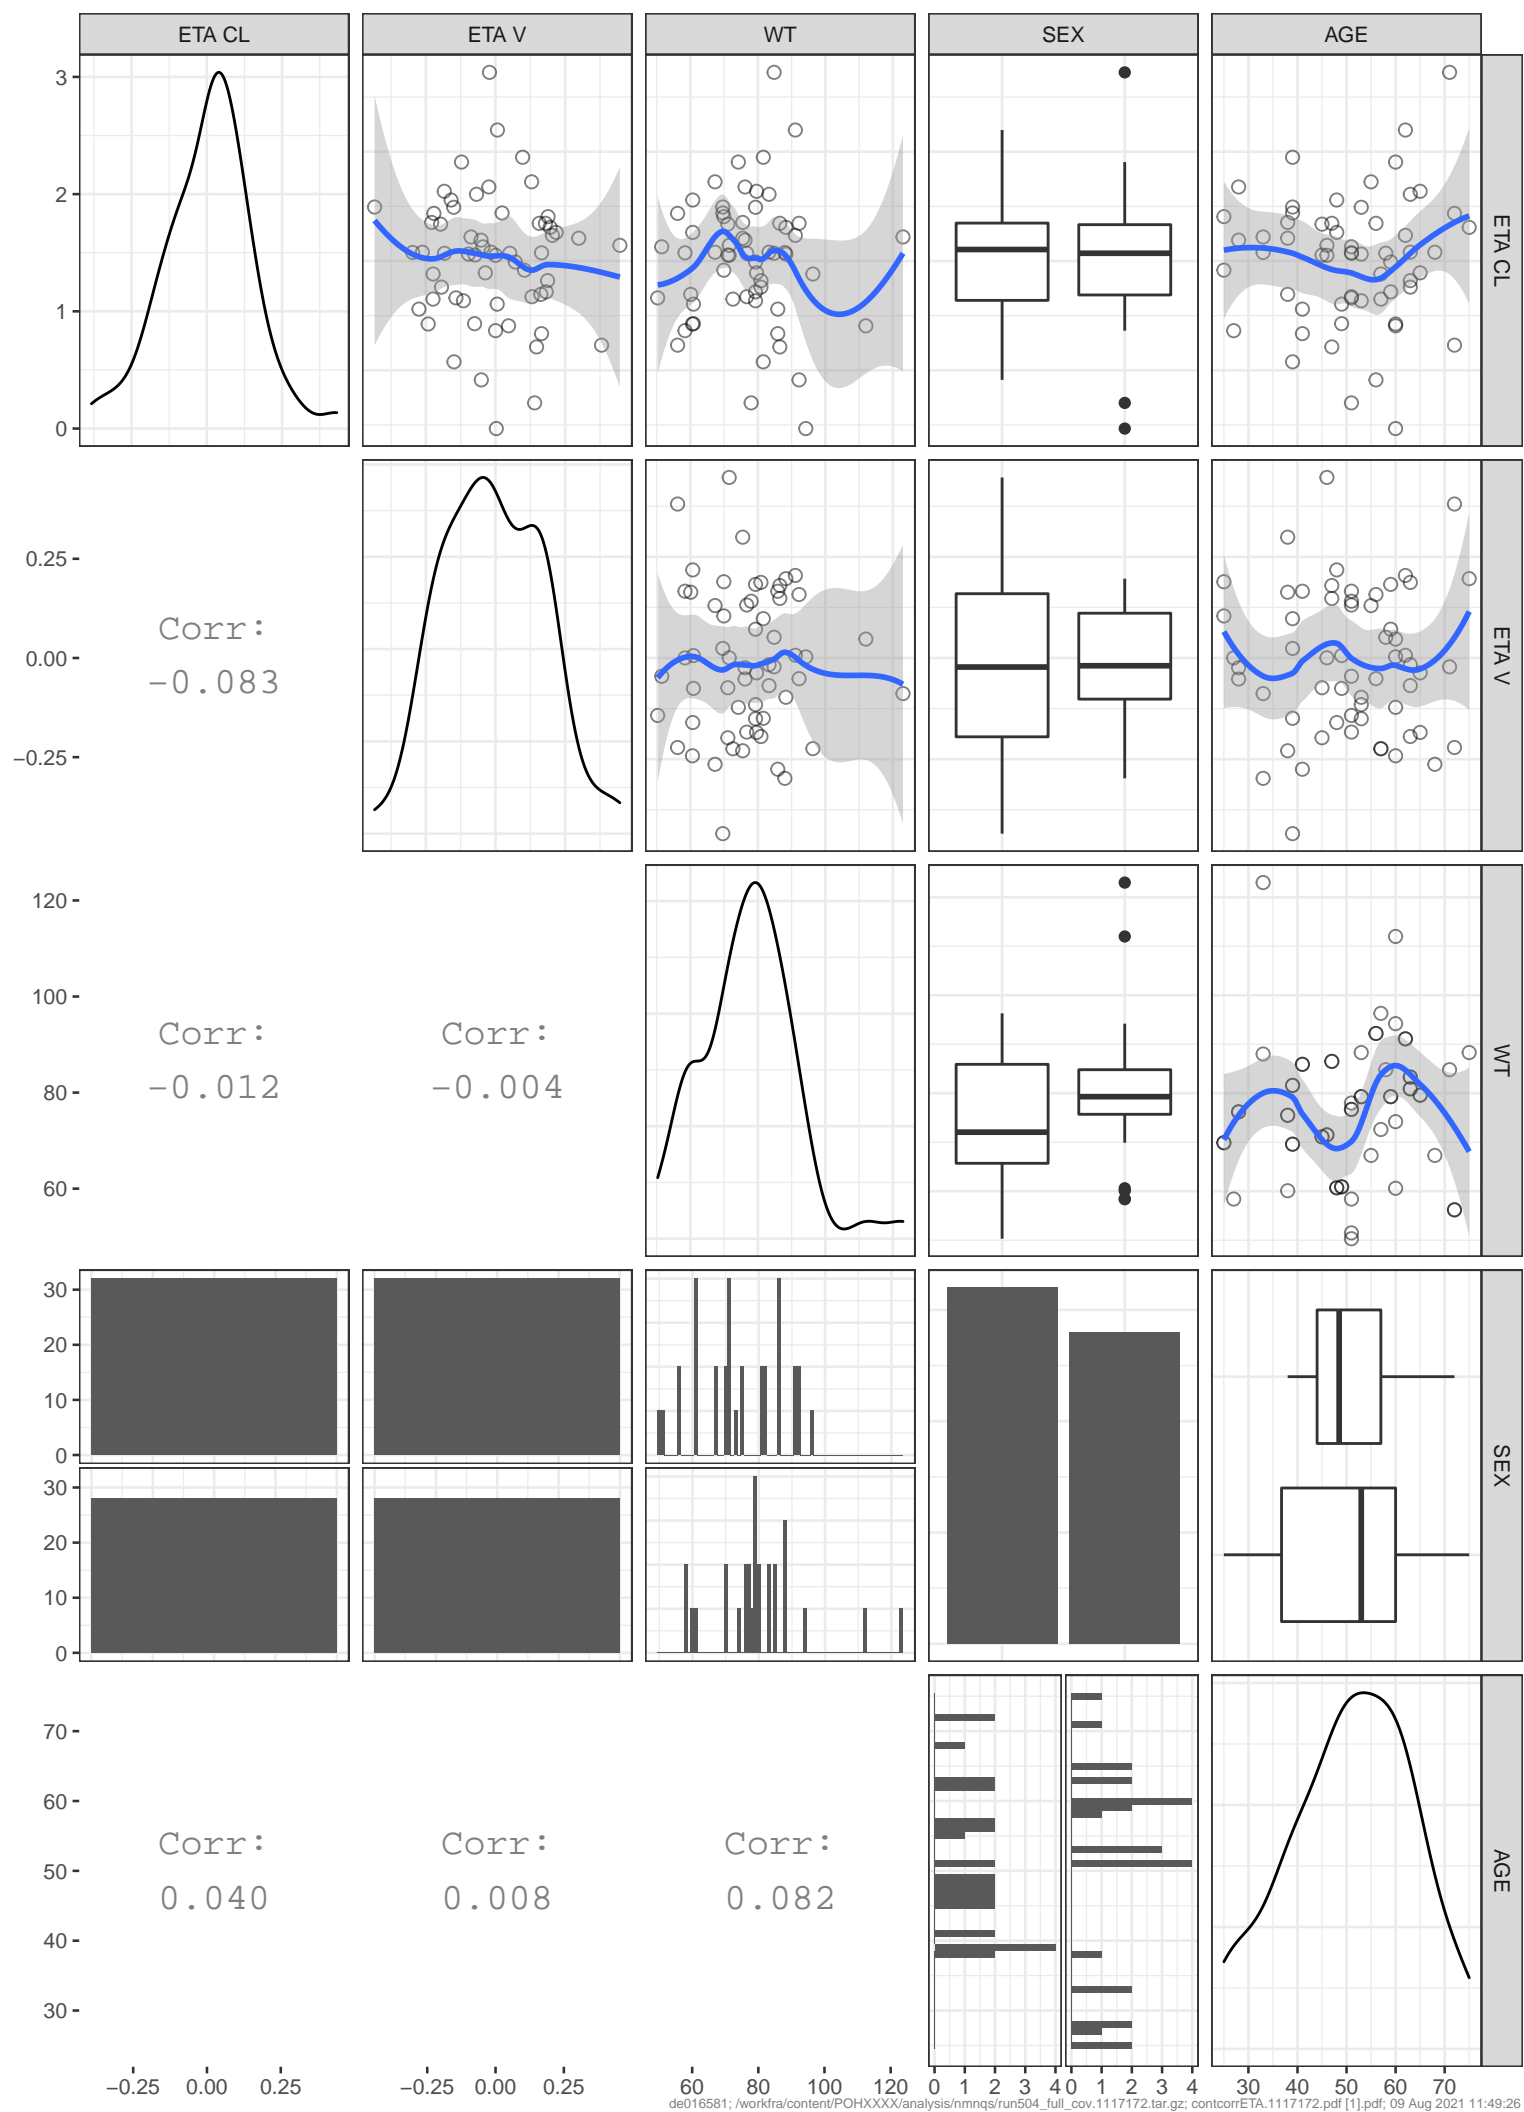 ETA CL
ETA V
WT
SEX
AGE
3
2
1
0
ETA CL
0.25
0.00
−0.25
Corr:
−0.083
ETA V
120
100
80
60
Corr:
−0.012
Corr:
−0.004
WT
30
20
10
0
30
20
10
0
SEX
70
60
50
40
30
Corr:
0.040
Corr:
0.008
Corr:
0.082
AGE
−0.25 0.00 0.25
−0.25 0.00 0.25
60 80 100 120
0 1 2 3 4
0 1 2 3 4
30 40 50 60 70
de016581; /workfra/content/POHXXXX/analysis/nmnqs/run504_full_cov.1117172.tar.gz; contcorrETA.1117172.pdf [1].pdf; 09 Aug 2021 11:49:26